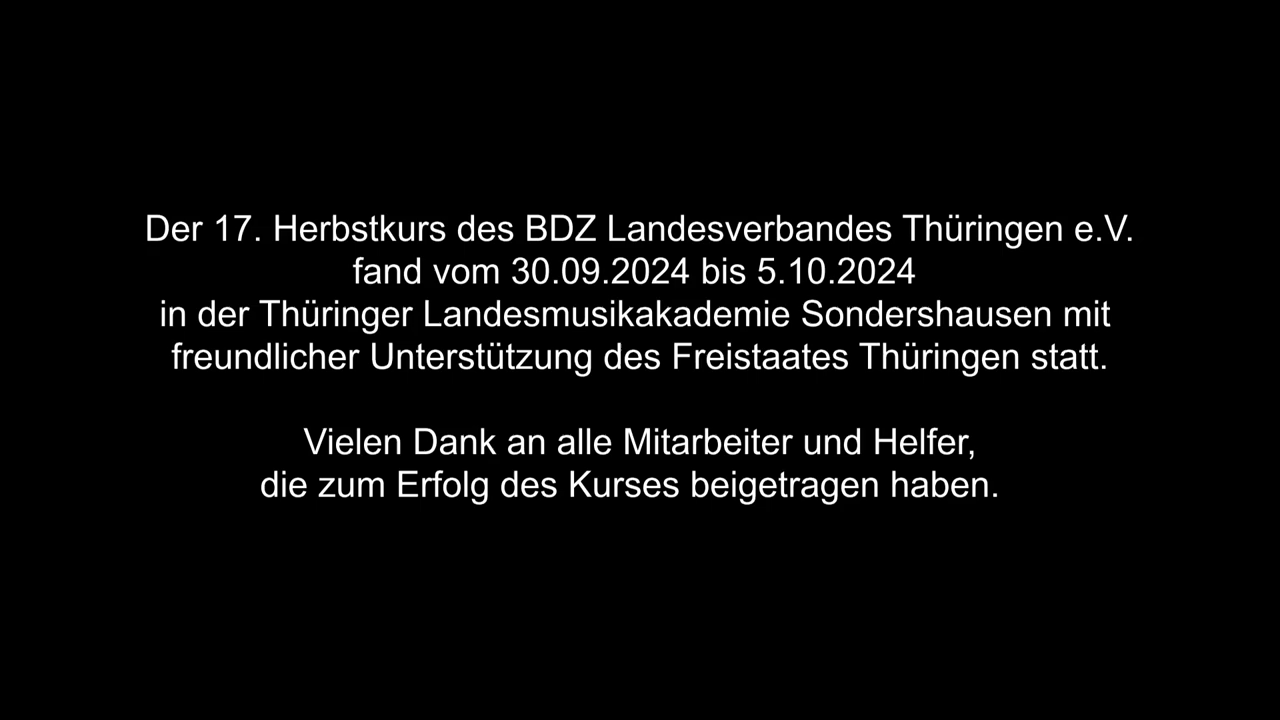 Der 17. Herbstkurs des BDZ Landesverbandes Thüringen e.V.
fand vom 30.09.2024 bis 5.10.2024
in der Thüringer Landesmusikakademie Sondershausen mit
freundlicher Unterstützung des Freistaates Thüringen statt.
Vielen Dank an alle Mitarbeiter und Helfer,
die zum Erfolg des Kurses beigetragen haben.